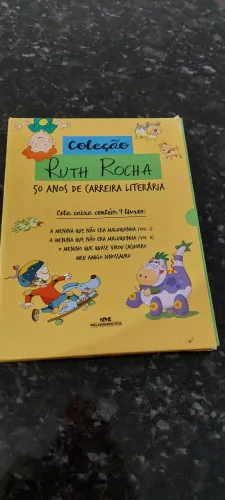 Coleção
RUTH ROCHA
50 ANOS DE CARREIRA LITERÁRIA
Esta caixa contém 4 livros:
A MENINA QUE NÃO ERA MALUQUINHA (VOL. 1)
A MENINA QUE NÃO ERA MALUQUINHA (VOL. 2)
O MENINO QUE QUASE VIROU CACHORRO
MEU AMIGO DINOSSAURO
MELHORAMENTOS